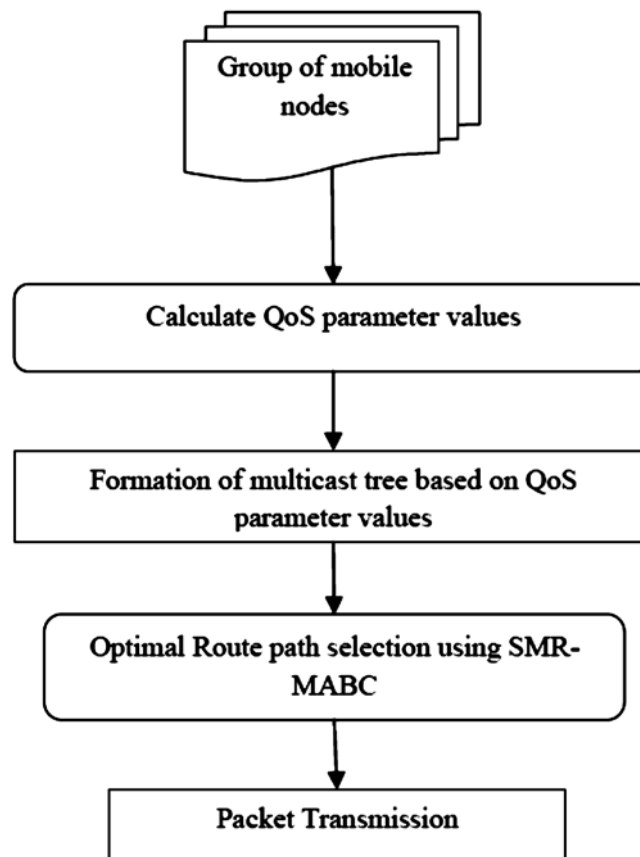 Group of mobile
nodes
Calculate QoS parameter values
Formation of multicast tree based on QoS
parameter values
Optimal Route path selection using SMR-
MABC
Packet Transmission